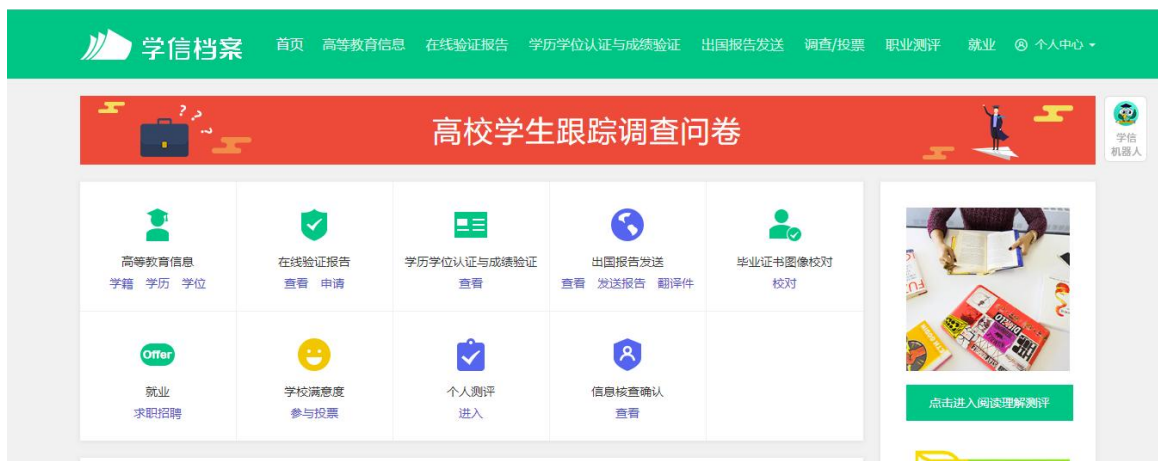 学信档案 首页 高等教育信息 在线验证报告 学历学位认证与成绩验证 出国报告发送 调查/投票 职业测评 就业 个人中心
高校学生跟踪调查问卷
学信
机器人
高等教育信息 在线验证报告 学历学位认证与成绩验证 出国报告发送 毕业证书图像校对
学籍 学历 学位 查看 申请 查看 查看 发送报告 翻译件 校对
Offer
就业 学校满意度 个人测评 信息核查确认
求职招聘 参与投票 进入 查看
点击进入阅读理解测评